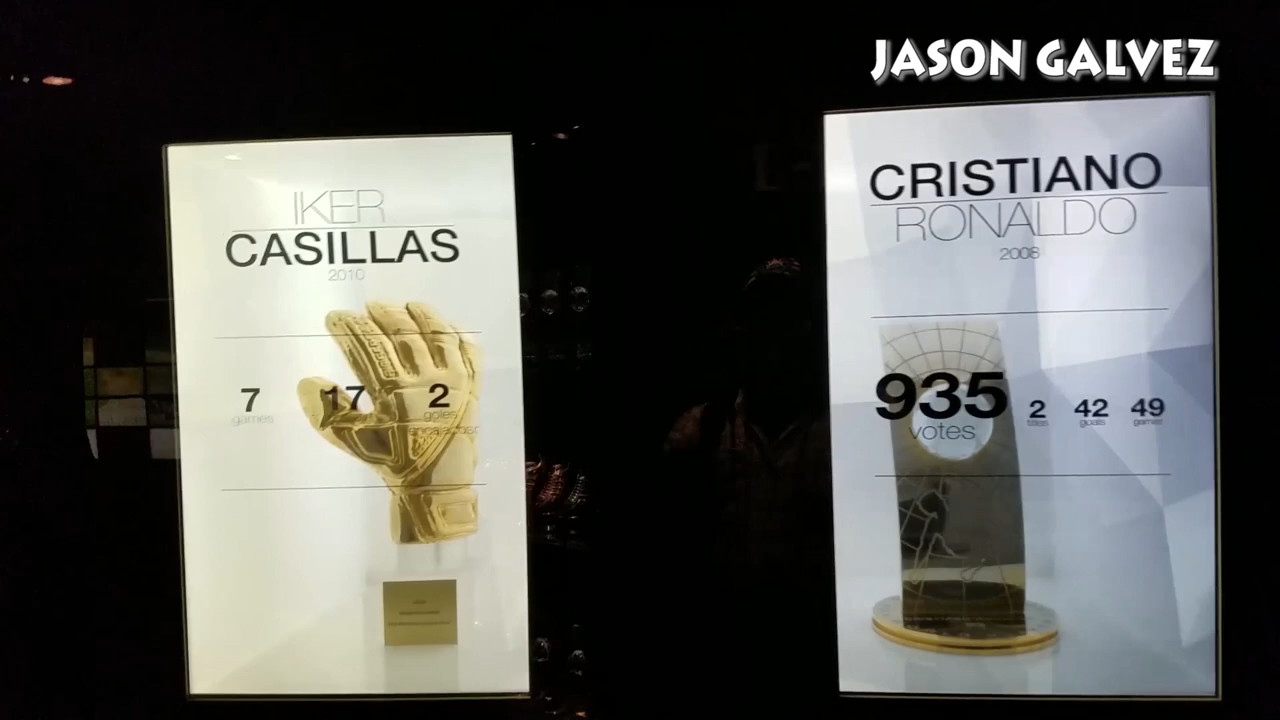 JASON GALVEZ
IKER
CASILLAS
2010
7
games
17
2
goles
CRISTIANO
RONALDO
2008
935
votes
2
titles
42
goals
49
games